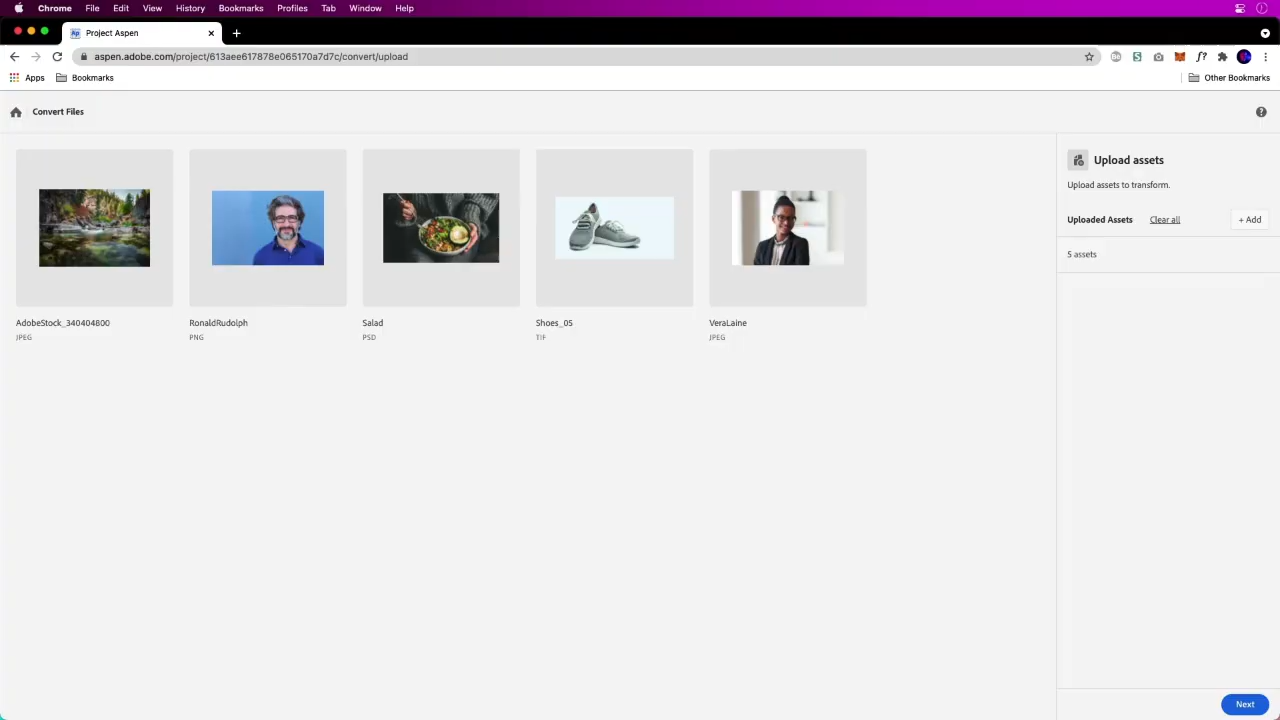 Chrome File Edit View History Bookmarks Profiles Tab Window Help
Ap Project Aspen
aspen.adobe.com/project/613aee617878e065170a7d7c/convert/upload
Apps Bookmarks Other Bookmarks
Convert Files
Upload assets
Upload assets to transform.
Uploaded Assets Clear all + Add
5 assets
AdobeStock_340404800
JPEG
RonaldRudolph
PNG
Salad
PSD
Shoes_05
TIF
VeraLaine
JPEG
Next